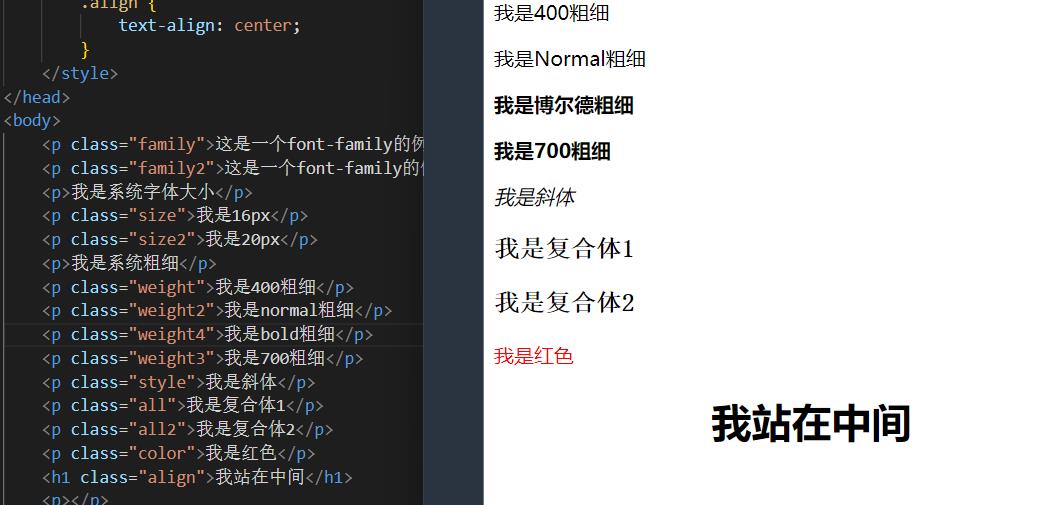 .align {
text-align: center;
}
</style>
</head>
<body>
<p class="family">这是一个font-family的
<p class="family2">这是一个font-family的
<p>我是系统字体大小</p>
<p class="size">我是16px</p>
<p class="size2">我是20px</p>
<p>我是系统粗细</p>
<p class="weight">我是400粗细</p>
<p class="weight2">我是normal粗细</p>
<p class="weight4">我是bold粗细</p>
<p class="weight3">我是700粗细</p>
<p class="style">我是斜体</p>
<p class="all">我是复合体1</p>
<p class="all2">我是复合体2</p>
<p class="color">我是红色</p>
<h1 class="align">我站在中间</h1>
<p></p>
我是400粗细
我是Normal粗细
我是博尔德粗细
我是700粗细
我是斜体
我是复合体1
我是复合体2
我是红色
我站在中间